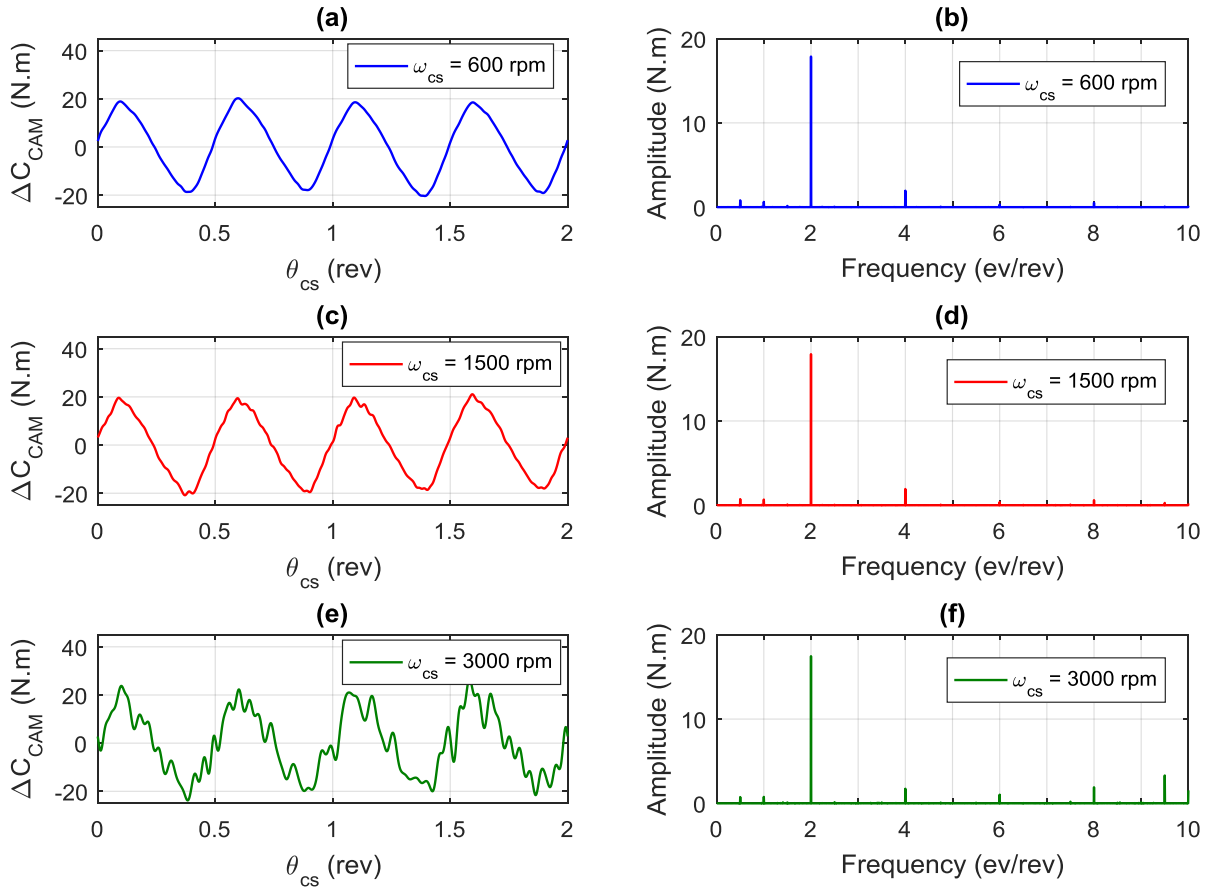 (a)
ΔC_CAM (N.m)
40
20
0
-20
ω_cs = 600 rpm
0 0.5 1 1.5 2
θ_cs (rev)
(b)
Amplitude (N.m)
20
10
0
ω_cs = 600 rpm
0 2 4 6 8 10
Frequency (ev/rev)
(c)
ΔC_CAM (N.m)
40
20
0
-20
ω_cs = 1500 rpm
0 0.5 1 1.5 2
θ_cs (rev)
(d)
Amplitude (N.m)
20
10
0
ω_cs = 1500 rpm
0 2 4 6 8 10
Frequency (ev/rev)
(e)
ΔC_CAM (N.m)
40
20
0
-20
ω_cs = 3000 rpm
0 0.5 1 1.5 2
θ_cs (rev)
(f)
Amplitude (N.m)
20
10
0
ω_cs = 3000 rpm
0 2 4 6 8 10
Frequency (ev/rev)